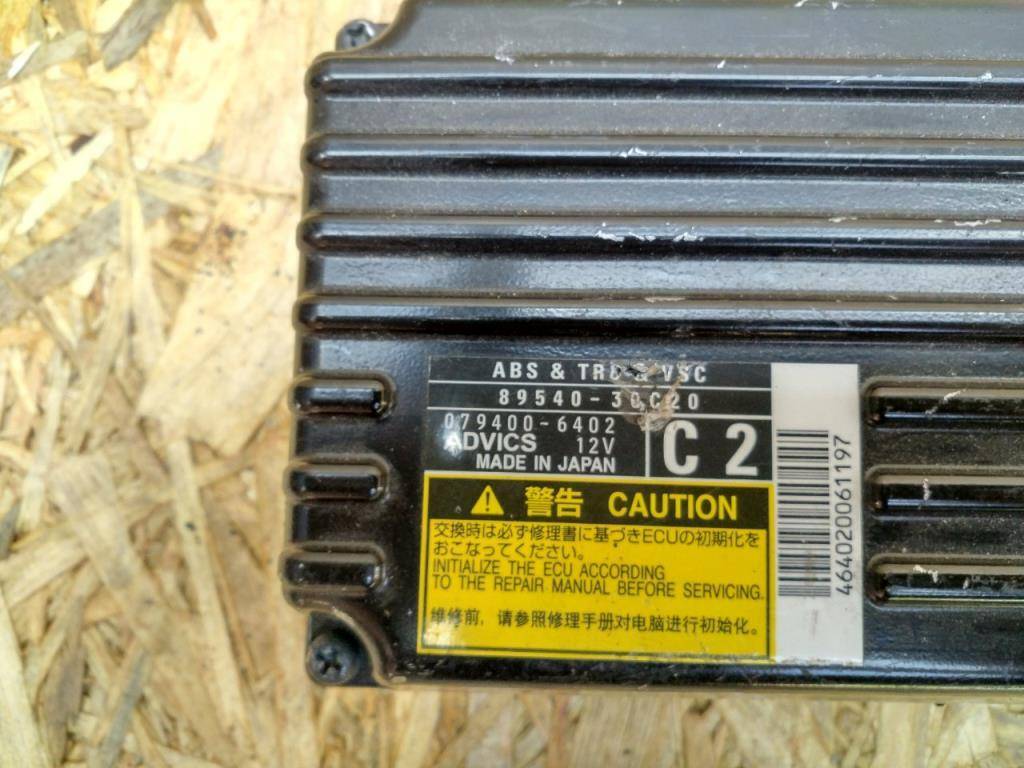 ABS & TRC & VSC
89540-30C20
079400-6402
ADVICS 12V
MADE IN JAPAN
C2
警告 CAUTION
交換時は必ず修理書に基づきECUの初期化を
おこなってください。
INITIALIZE THE ECU ACCORDING
TO THE REPAIR MANUAL BEFORE SERVICING.
维修前，请参照修理手册对电脑进行初始化。
464020061197